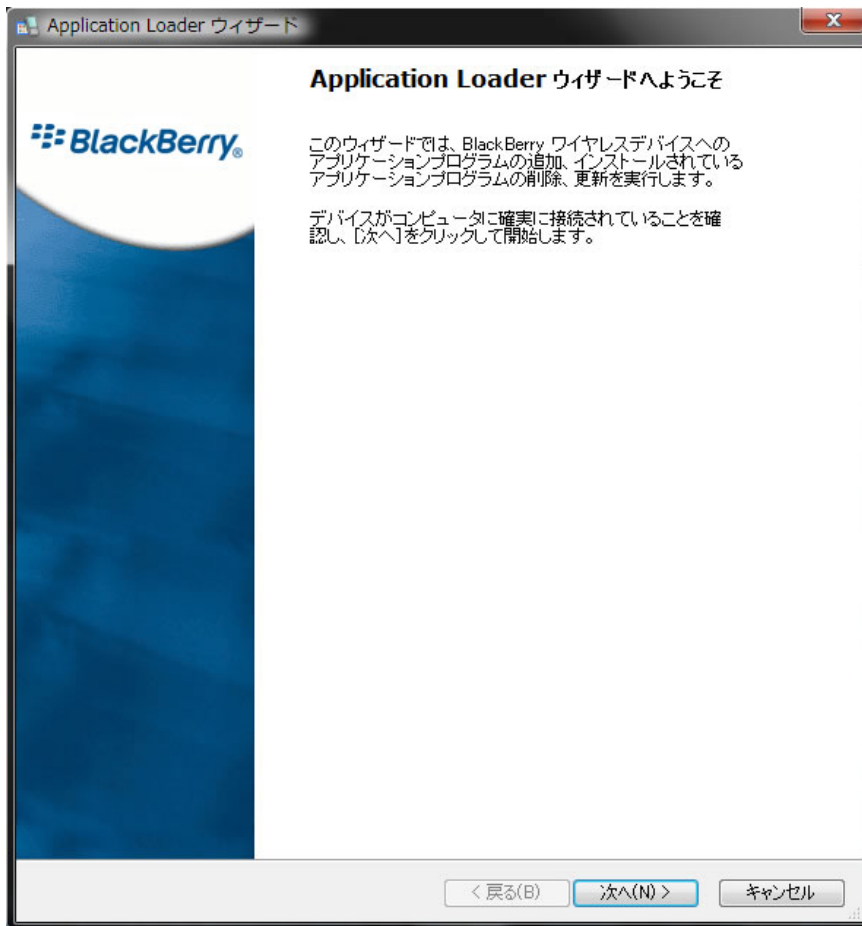 Application Loader ウィザード
Application Loader ウィザードへようこそ
BlackBerry®
このウィザードでは、BlackBerry ワイヤレスデバイスへの
アプリケーションプログラムの追加、インストールされている
アプリケーションプログラムの削除、更新を実行します。
デバイスがコンピュータに確実に接続されていることを確
認し、[次へ]をクリックして開始します。
< 戻る(B)
次へ(N) >
キャンセル